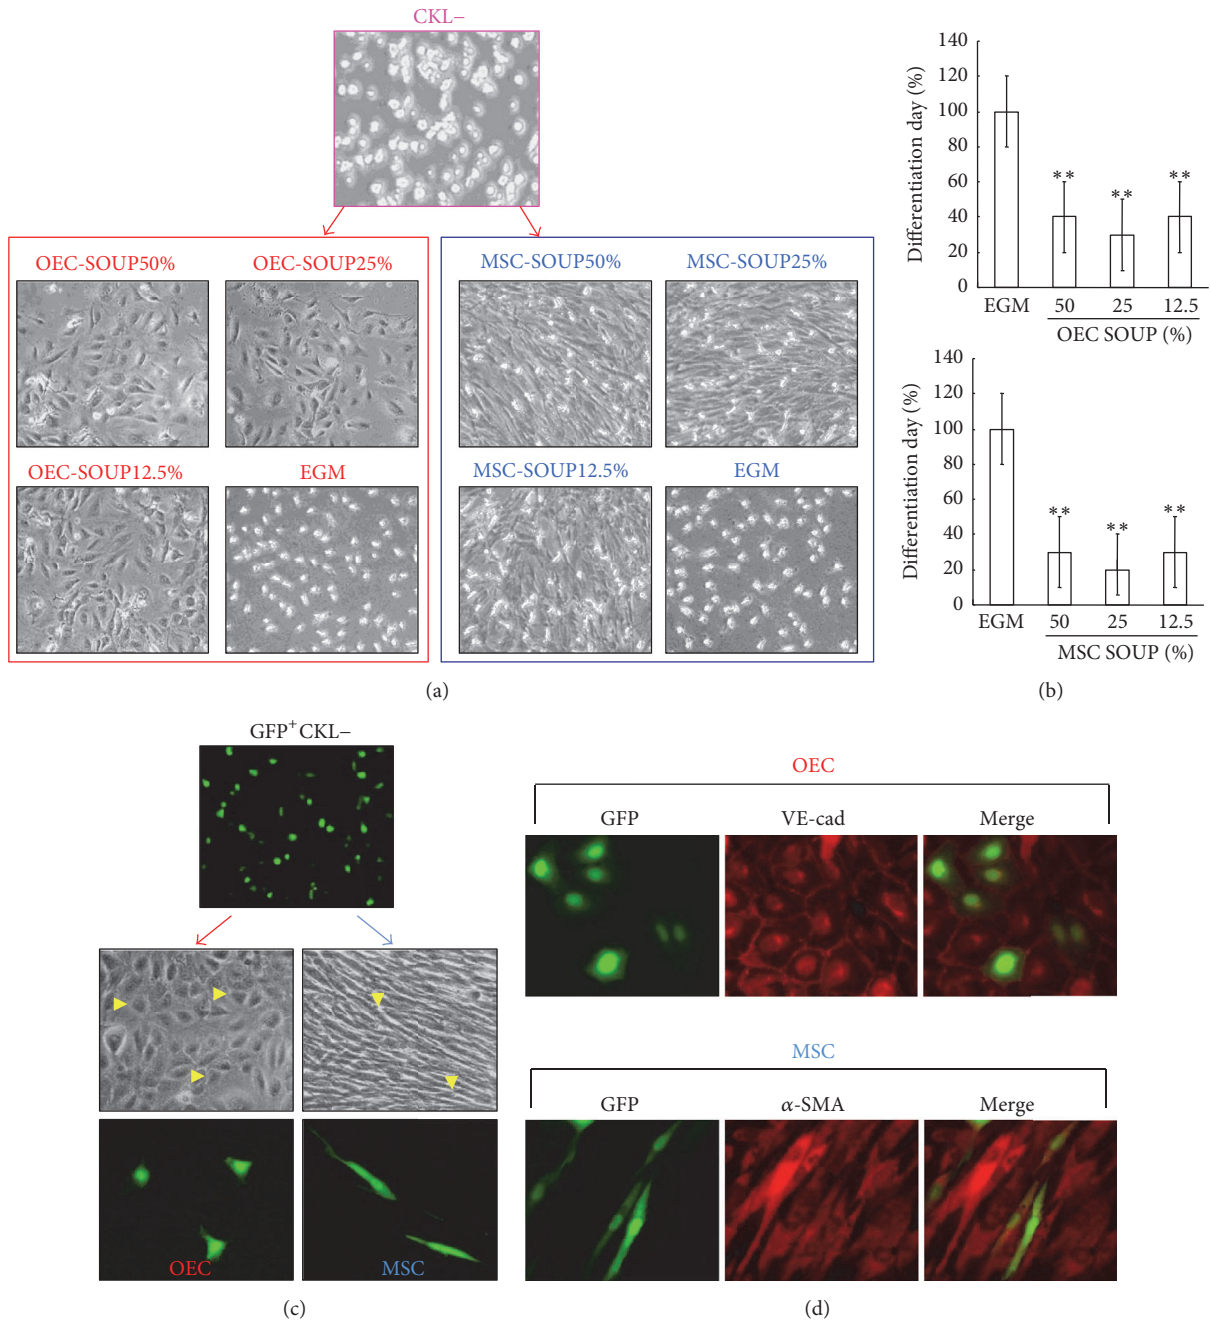 CKL−
OEC-SOUP50%
OEC-SOUP25%
OEC-SOUP12.5%
EGM
MSC-SOUP50%
MSC-SOUP25%
MSC-SOUP12.5%
EGM
(a)
Differentiation day (%)
140
120
100
80
60
40
20
0
**
**
**
EGM
50
25
12.5
OEC SOUP (%)
Differentiation day (%)
140
120
100
80
60
40
20
0
**
**
**
EGM
50
25
12.5
MSC SOUP (%)
(b)
GFP⁺CKL−
OEC
MSC
(c)
OEC
GFP
VE-cad
Merge
MSC
GFP
α-SMA
Merge
(d)